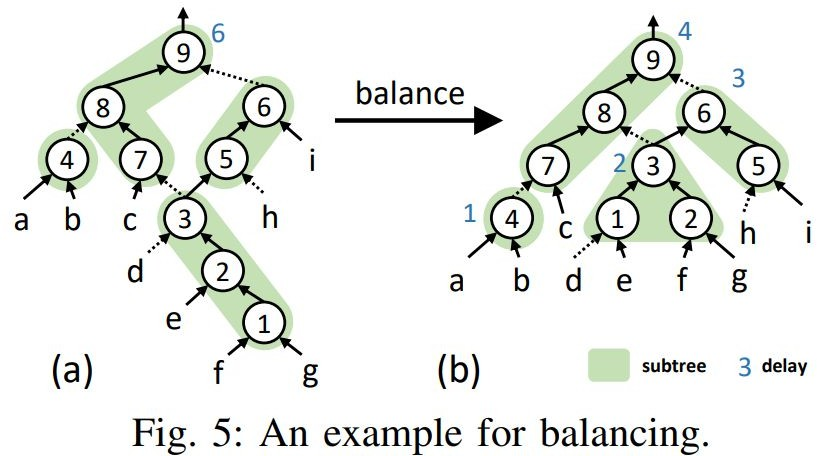 6
9
8
6
4
7
5
i
a b c
3
h
d
2
e
1
f g
(a)
balance
4
9
3
8
6
7
2
3
5
1
4
c
1
2
h
i
a b d e f g
(b)
subtree
3 delay
Fig. 5: An example for balancing.